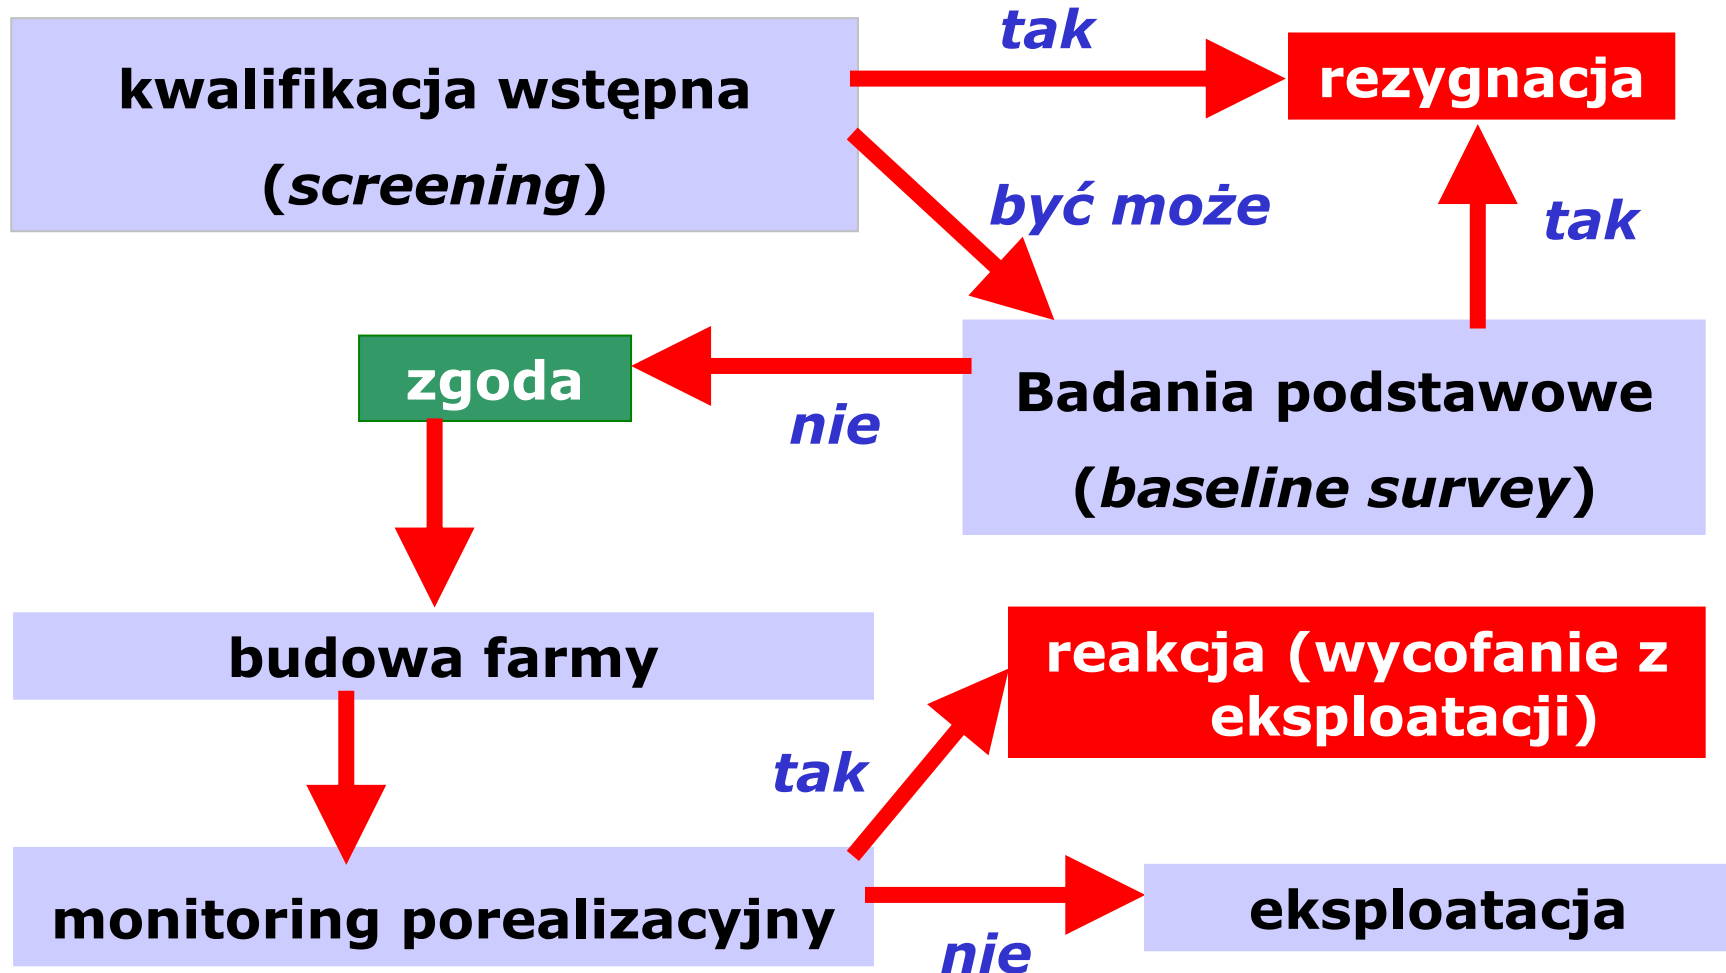 kwalifikacja wstępna
(screening)
tak
rezygnacja
być może
tak
zgoda
nie
Badania podstawowe
(baseline survey)
budowa farmy
reakcja (wycofanie z
eksploatacji)
tak
monitoring porealizacyjny
nie
eksploatacja